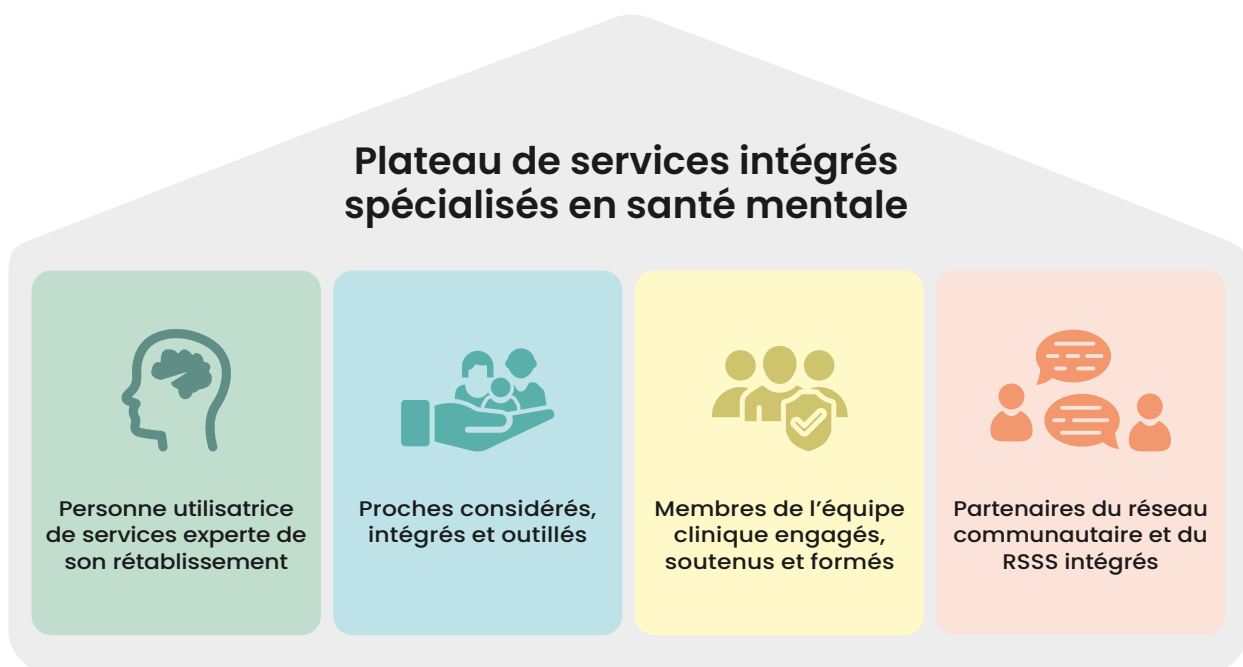 Plateau de services intégrés
spécialisés en santé mentale
Personne utilisatrice
de services experte de
son rétablissement
Proches considérés,
intégrés et outillés
Membres de l’équipe
clinique engagés,
soutenus et formés
Partenaires du réseau
communautaire et du
RSSS intégrés